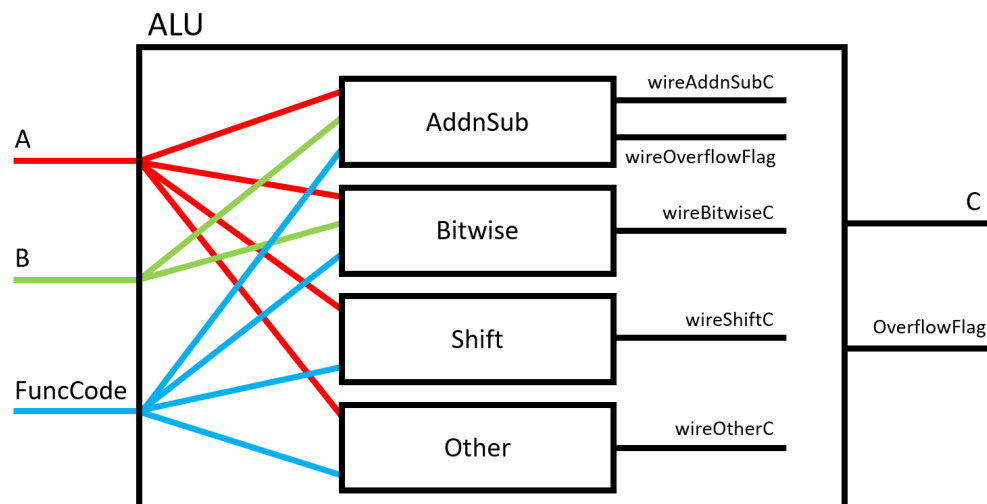 ALU
A
B
FuncCode
AddnSub
Bitwise
Shift
Other
wireAddnSubC
wireOverflowFlag
wireBitwiseC
wireShiftC
wireOtherC
C
OverflowFlag